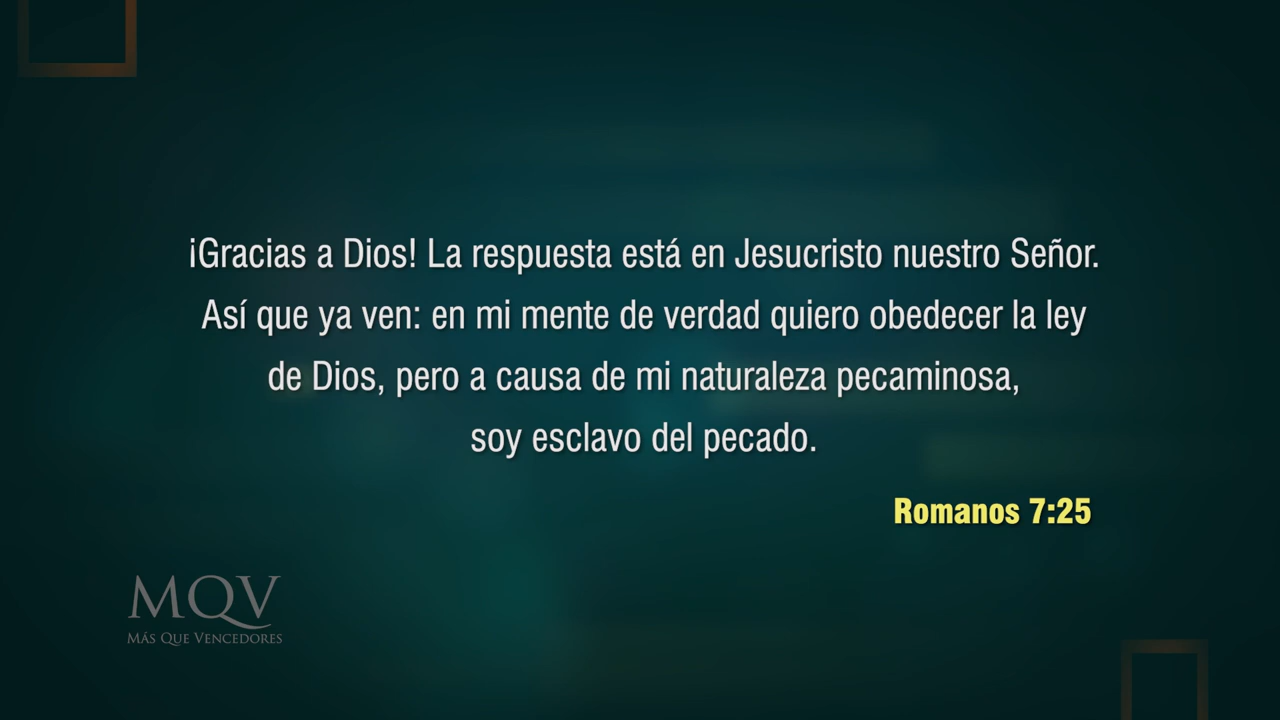 ¡Gracias a Dios! La respuesta está en Jesucristo nuestro Señor.
Así que ya ven: en mi mente de verdad quiero obedecer la ley
de Dios, pero a causa de mi naturaleza pecaminosa,
soy esclavo del pecado.
Romanos 7:25
MQV
MÁS QUE VENCEDORES